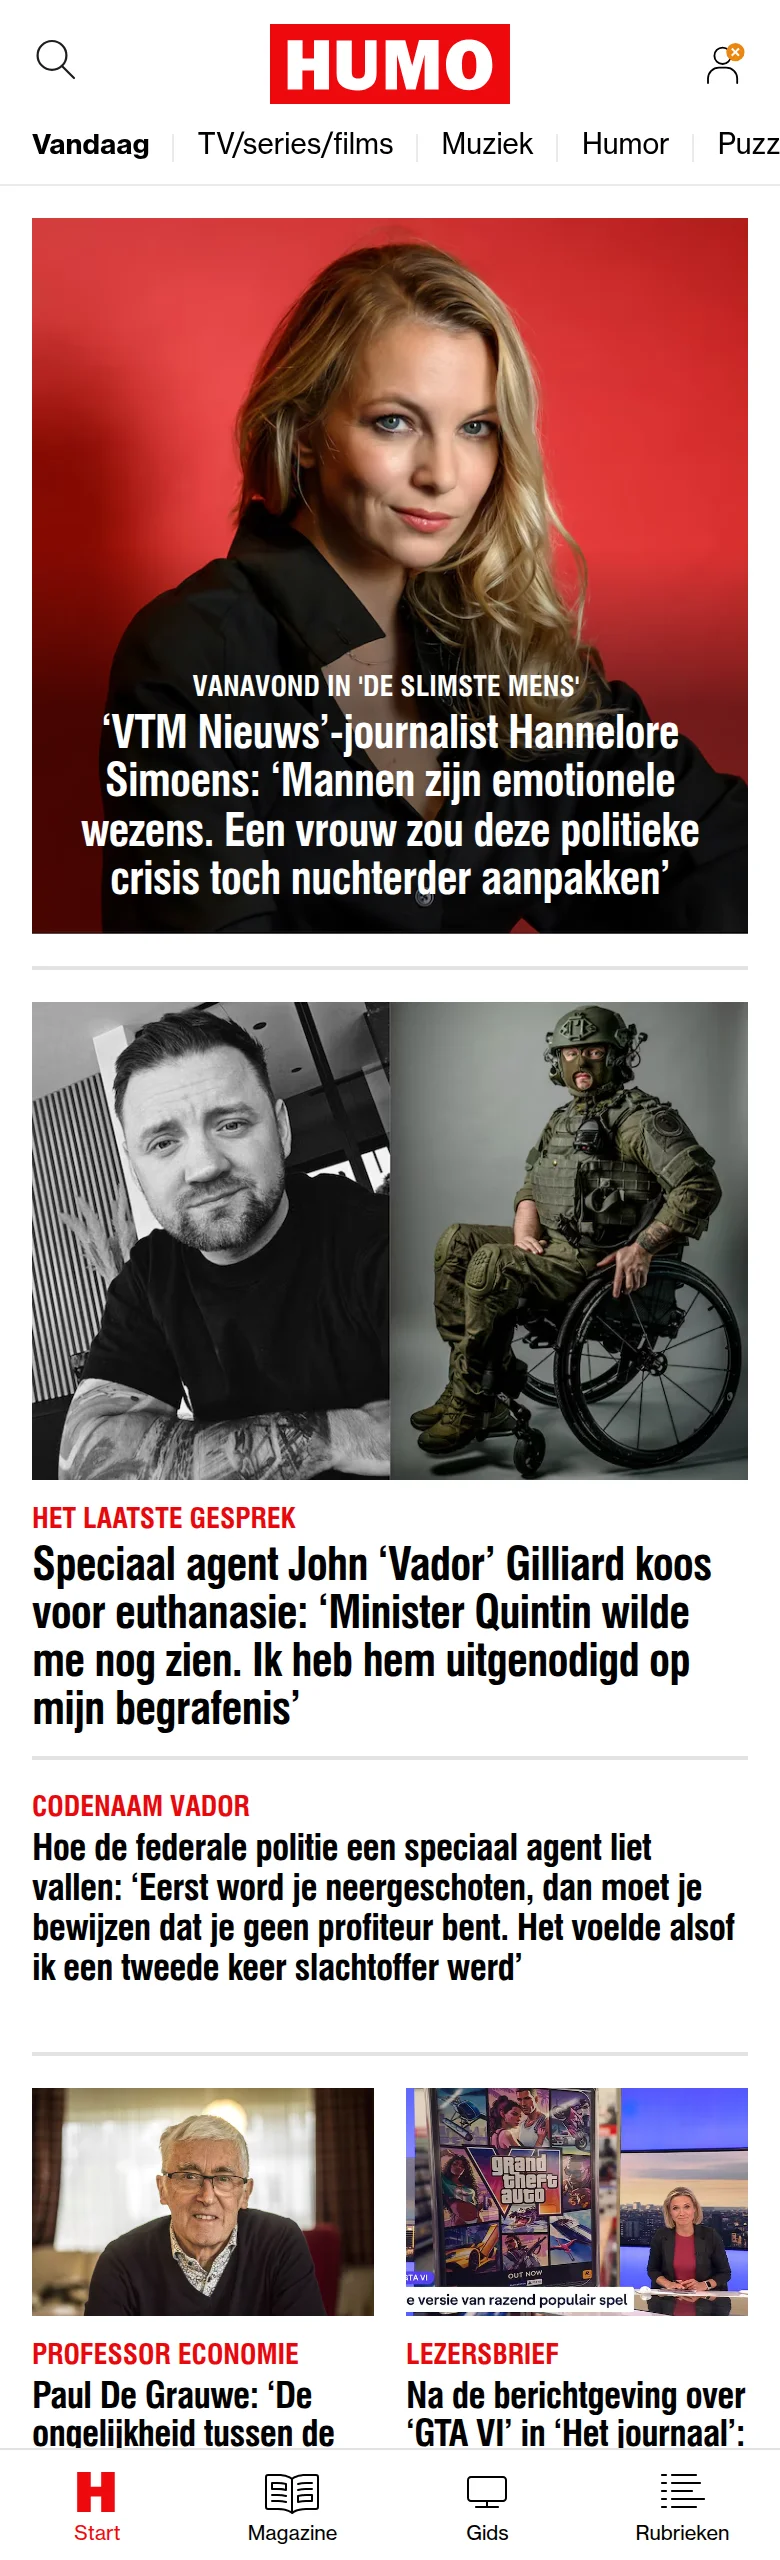 HUMO
Vandaag
TV/series/films
Muziek
Humor
Puzz
VANAVOND IN 'DE SLIMSTE MENS'
‘VTM Nieuws’-journalist Hannelore
Simoens: ‘Mannen zijn emotionele
wezens. Een vrouw zou deze politieke
crisis toch nuchterder aanpakken’
HET LAATSTE GESPREK
Speciaal agent John ‘Vador’ Gilliard koos
voor euthanasie: ‘Minister Quintin wilde
me nog zien. Ik heb hem uitgenodigd op
mijn begrafenis’
CODENAAM VADOR
Hoe de federale politie een speciaal agent liet
vallen: ‘Eerst word je neergeschoten, dan moet je
bewijzen dat je geen profiteur bent. Het voelde alsof
ik een tweede keer slachtoffer werd’
grand
theft
auto
OUT NOW
GTA VI
e versie van razend populair spel
PROFESSOR ECONOMIE
Paul De Grauwe: ‘De
ongelijkheid tussen de
LEZERSBRIEF
Na de berichtgeving over
‘GTA VI’ in ‘Het journaal’:
Start
Magazine
Gids
Rubrieken